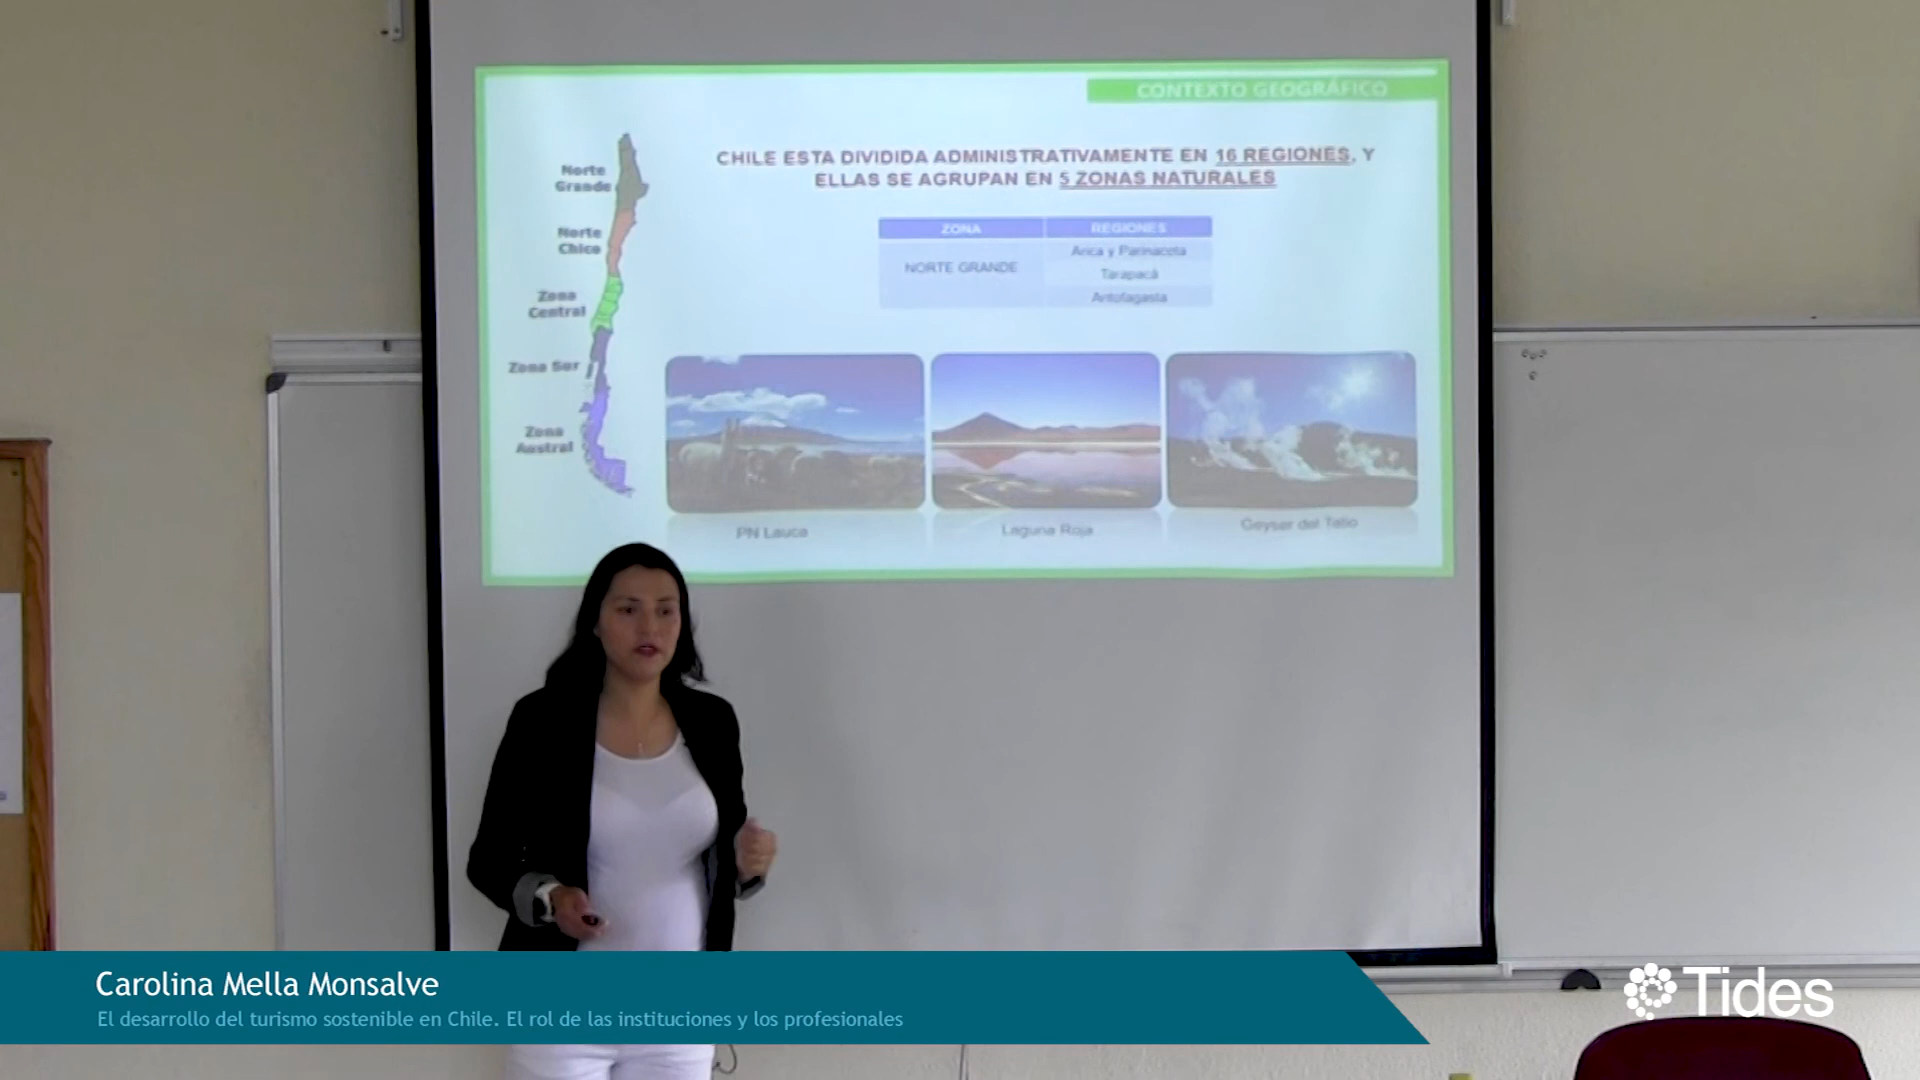 CONTEXTO GEOGRÁFICO
CHILE ESTA DIVIDIDA ADMINISTRATIVAMENTE EN 16 REGIONES, Y
ELLAS SE AGRUPAN EN 5 ZONAS NATURALES
Norte
Grande
Norte
Chico
Zona
Central
Zona Sur
Zona
Austral
ZONA
REGIONES
NORTE GRANDE
Arica y Parinacota
Tarapacá
Antofagasta
PN Lauca
Laguna Roja
Geyser del Tatio
Carolina Mella Monsalve
El desarrollo del turismo sostenible en Chile. El rol de las instituciones y los profesionales
Tides